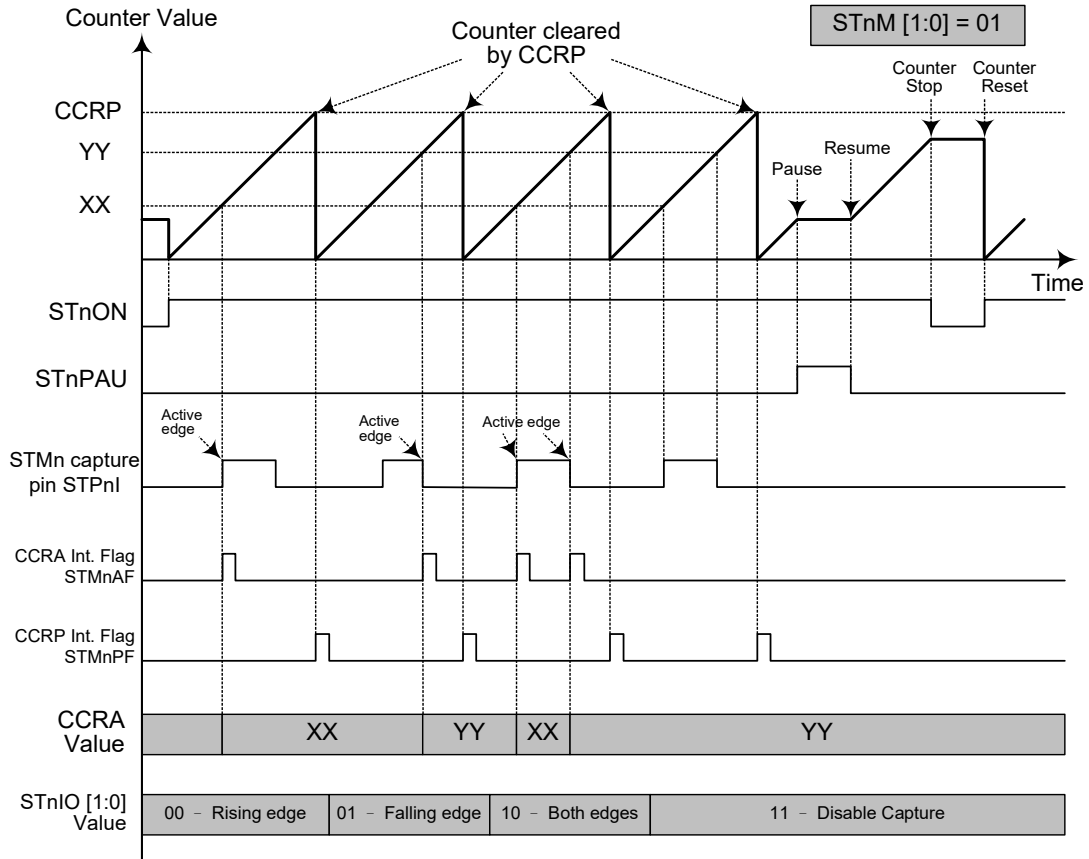 Counter Value
STnM [1:0] = 01
Counter cleared
by CCRP
Counter
Stop
Counter
Reset
CCRP
YY
Pause
Resume
XX
Time
STnON
STnPAU
Active
edge
Active
edge
Active edge
STMn capture
pin STPnI
CCRA Int. Flag
STMnAF
CCRP Int. Flag
STMnPF
CCRA
Value
XX
YY
XX
YY
STnIO [1:0]
Value
00 – Rising edge
01 – Falling edge
10 – Both edges
11 – Disable Capture